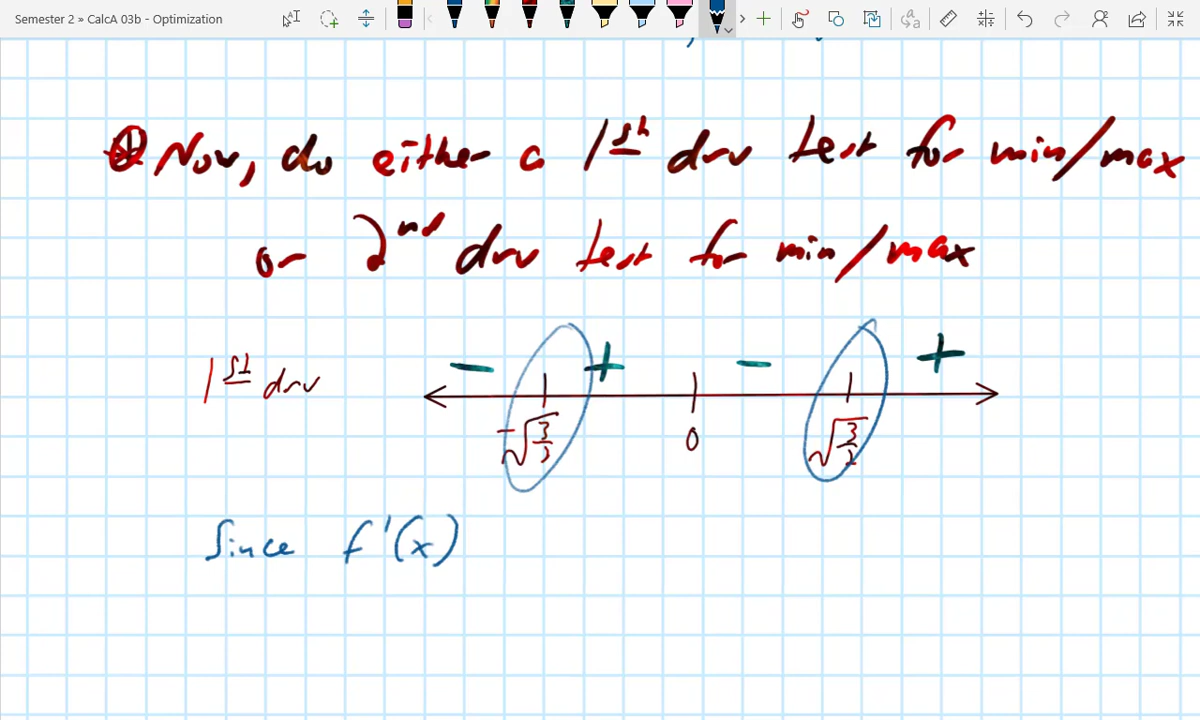 Semester 2 » CalcA 03b - Optimization
⊕ Now, do either a 1st drv test for min/max
or 2nd drv test for min/max
1st drv
− + − +
-√3/2 0 √3/2
Since f'(x)